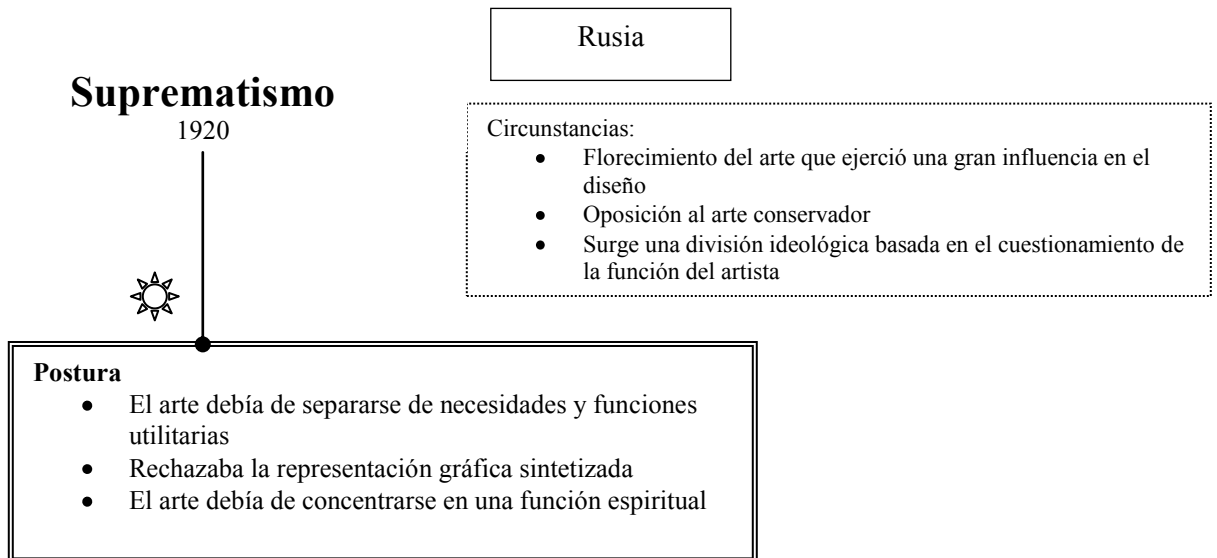 Rusia
Suprematismo
1920
Circunstancias:
• Florecimiento del arte que ejerció una gran influencia en el
diseño
• Oposición al arte conservador
• Surge una división ideológica basada en el cuestionamiento de
la función del artista
Postura
• El arte debía de separarse de necesidades y funciones
utilitarias
• Rechazaba la representación gráfica sintetizada
• El arte debía de concentrarse en una función espiritual